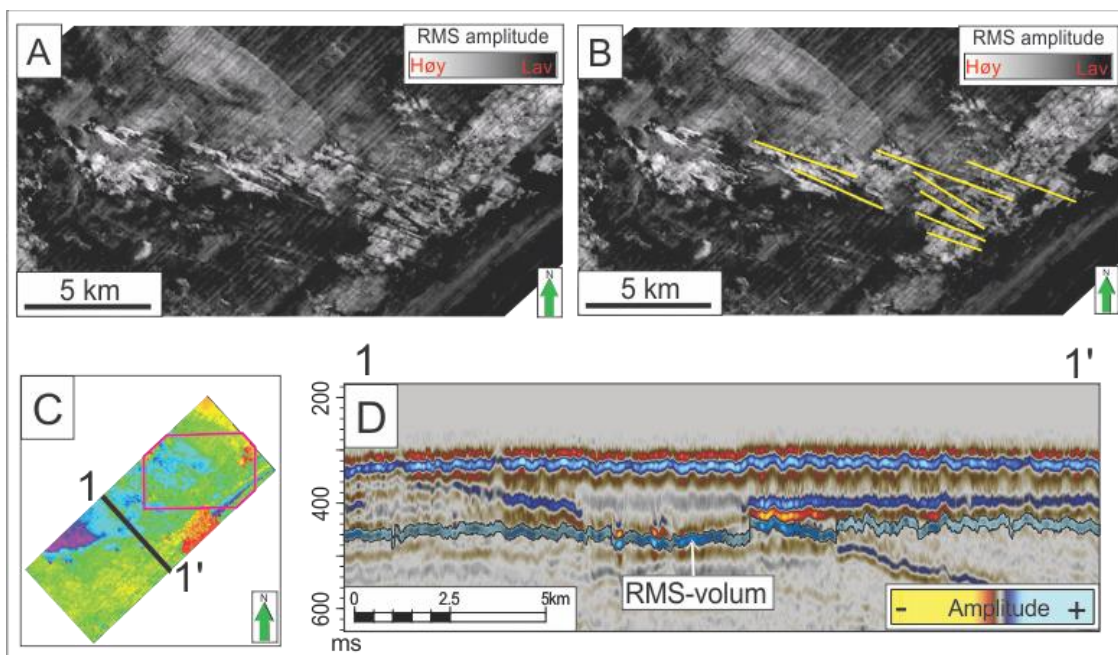 A
RMS amplitude
Høy Lav
5 km
N
B
RMS amplitude
Høy Lav
5 km
N
C
1
1'
N
1 1'
D
200
400
600
ms
RMS-volum
0 2.5 5km
- Amplitude +